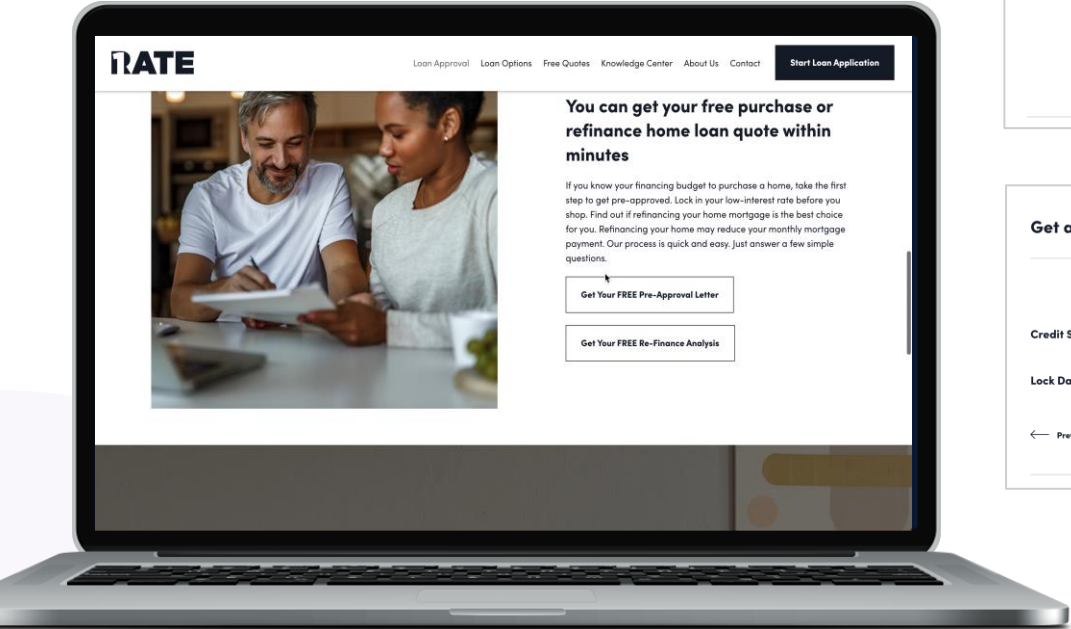 1RATE
Loan Approval Loan Options Free Quotes Knowledge Center About Us Contact Start Loan Application
You can get your free purchase or
refinance home loan quote within
minutes
If you know your financing budget to purchase a home, take the first
step to get pre-approved. Lock in your low-interest rate before you
shop. Find out if refinancing your home mortgage is the best choice
for you. Refinancing your home may reduce your monthly mortgage
payment. Our process is quick and easy. Just answer a few simple
questions.
Get Your FREE Pre-Approval Letter
Get Your FREE Re-Finance Analysis
Get a
Credit S
Lock Da
Pre